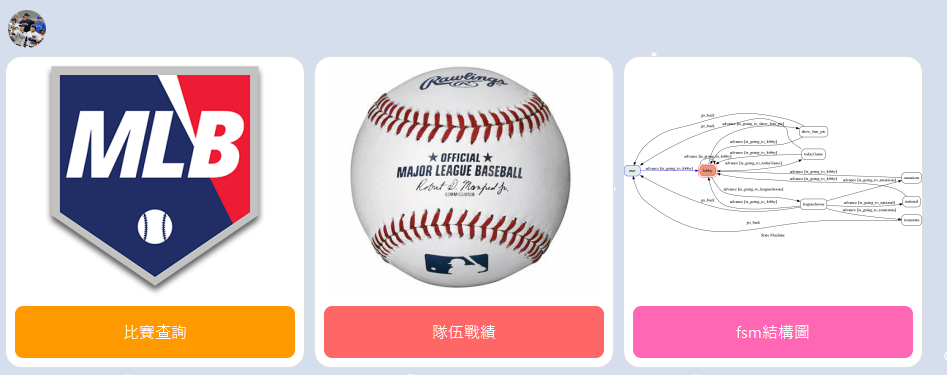 MLB
Rawlings
★ OFFICIAL ★
MAJOR LEAGUE BASEBALL
Robert D. Manfred Jr.
COMMISSIONER
go_back
advance [is_going_to_show_fsm_pic]
show_fsm_pic
go_back
advance [is_going_to_lobby]
advance [is_going_to_lobby]
todayGame
advance [is_going_to_lobby]
advance [is_going_to_todayGame]
user
advance [is_going_to_lobby]
lobby
advance [is_going_to_lobby]
advance [is_going_to_lobby]
advance [is_going_to_american]
american
advance [is_going_to_leaguechoose]
go_back
advance [is_going_to_lobby]
leaguechoose
advance [is_going_to_national]
national
go_back
State Machine
比賽查詢
隊伍戰績
fsm結構圖